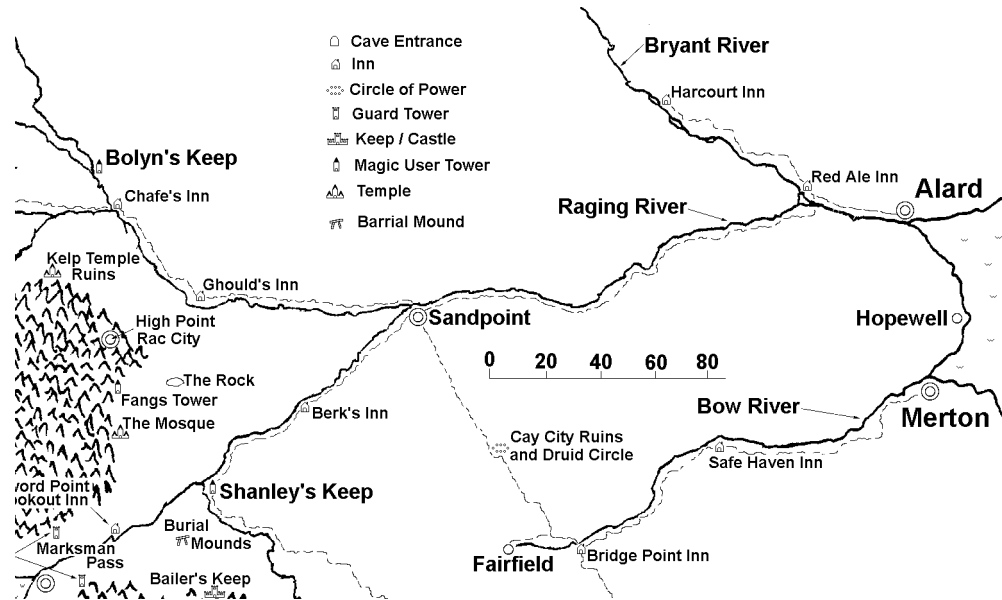 Bryant River
Cave Entrance
Inn
Circle of Power
Guard Tower
Keep / Castle
Magic User Tower
Temple
Barrial Mound
Harcourt Inn
Bolyn's Keep
Chafe's Inn
Red Ale Inn
Alard
Raging River
Kelp Temple
Ruins
Ghould's Inn
High Point
Rac City
Sandpoint
Hopewell
0 20 40 60 80
The Rock
Fangs Tower
The Mosque
Berk's Inn
Bow River
Merton
Cay City Ruins
and Druid Circle
Safe Haven Inn
Point
Inn
Shanley's Keep
Burial
Mounds
Marksman
Pass
Fairfield
Bridge Point Inn
Bailer's Keep